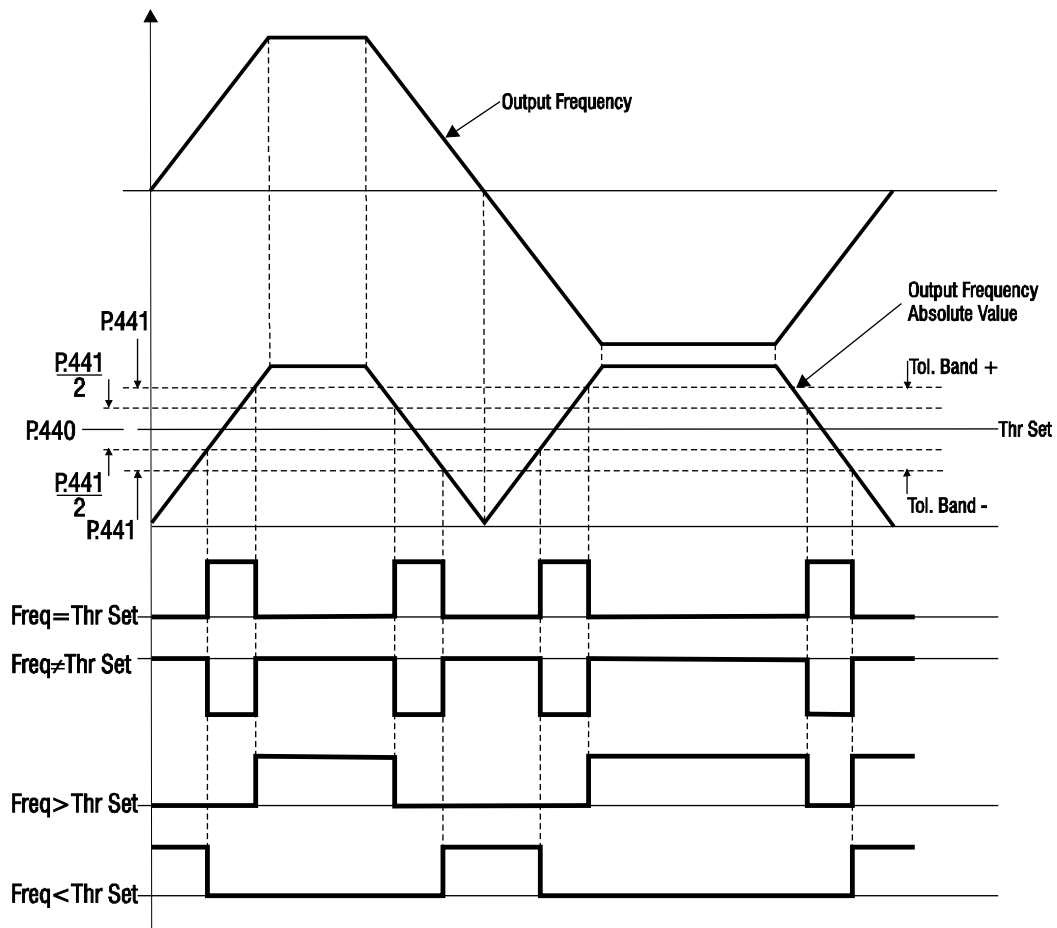 Output Frequency
Output Frequency
Absolute Value
P.441
P.441
2
Tol. Band +
P.440
Thr Set
P.441
2
Tol. Band -
P.441
Freq=Thr Set
Freq≠Thr Set
Freq>Thr Set
Freq<Thr Set